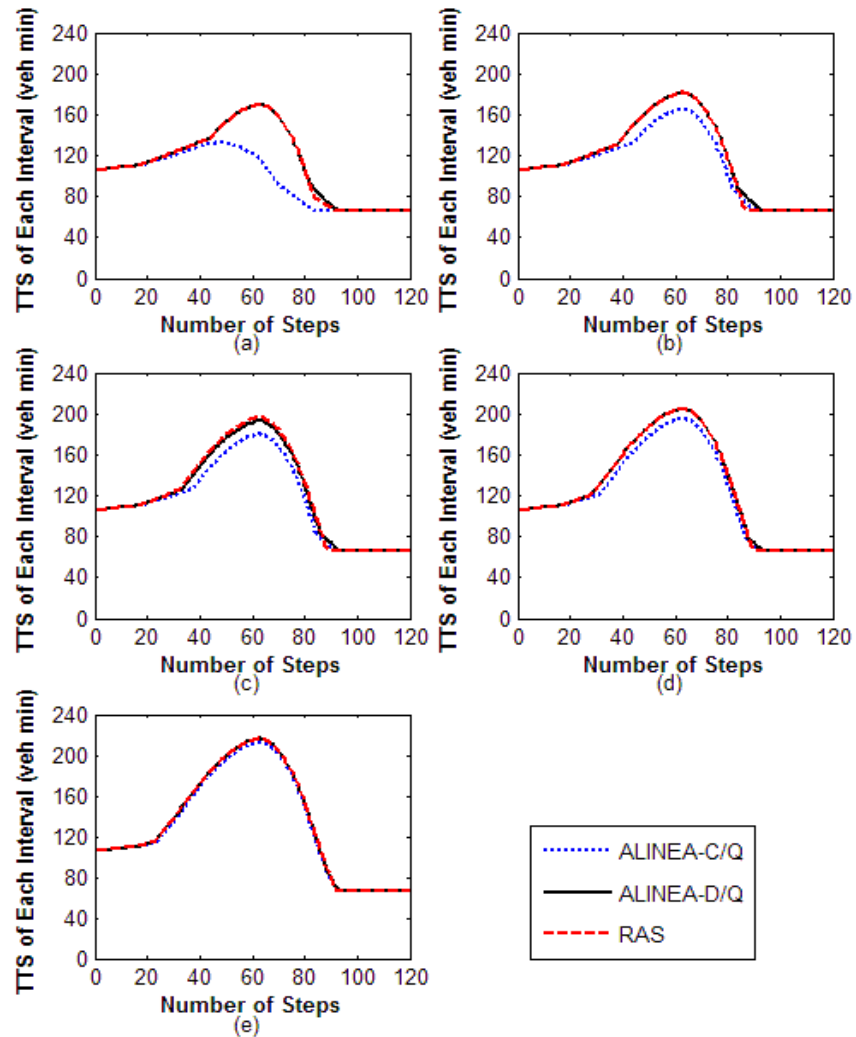 TTS of Each Interval (veh min)
240
200
160
120
80
40
0
0 20 40 60 80 100 120
Number of Steps
(a)
TTS of Each Interval (veh min)
240
200
160
120
80
40
0
0 20 40 60 80 100 120
Number of Steps
(b)
TTS of Each Interval (veh min)
240
200
160
120
80
40
0
0 20 40 60 80 100 120
Number of Steps
(c)
TTS of Each Interval (veh min)
240
200
160
120
80
40
0
0 20 40 60 80 100 120
Number of Steps
(d)
TTS of Each Interval (veh min)
240
200
160
120
80
40
0
0 20 40 60 80 100 120
Number of Steps
(e)
ALINEA-C/Q
ALINEA-D/Q
RAS